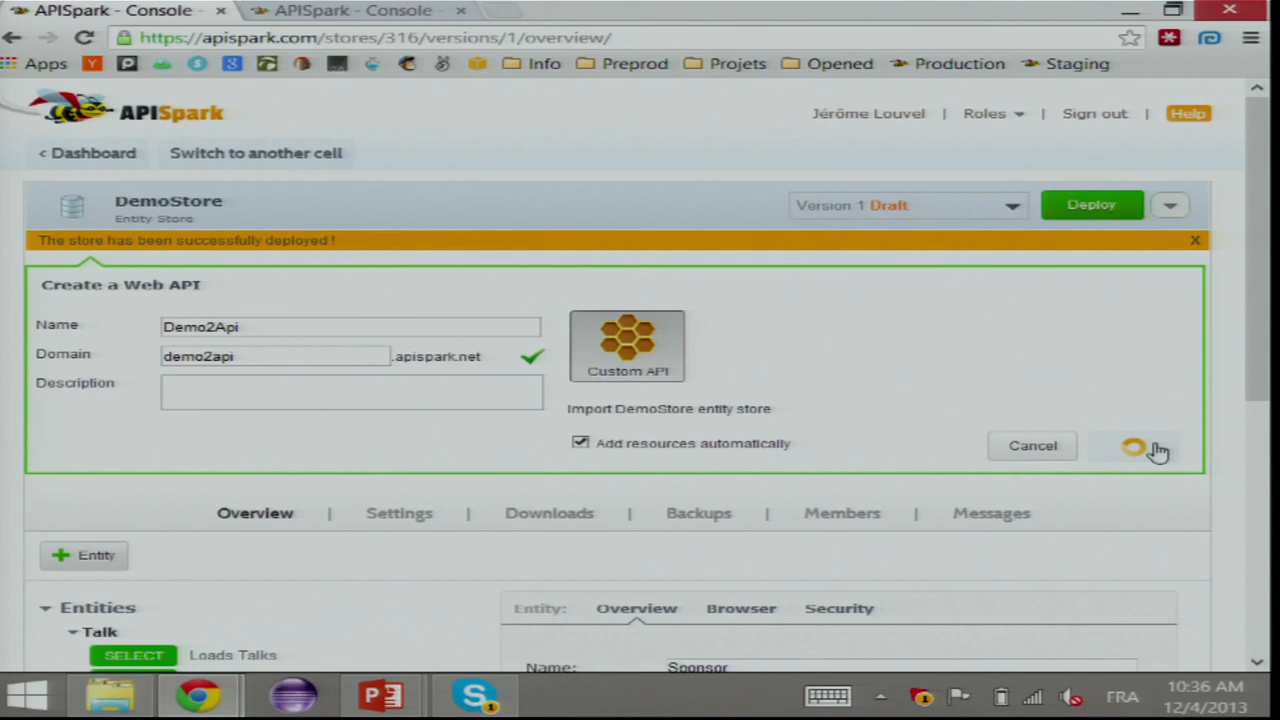 APISpark - Console
APISpark - Console
https://apispark.com/stores/316/versions/1/overview/
Apps
Info
Preprod
Projets
Opened
Production
Staging
APISpark
Jérôme Louvel
Roles
Sign out
Help
< Dashboard
Switch to another cell
DemoStore
Entity Store
Version 1 Draft
Deploy
The store has been successfully deployed !
x
Create a Web API
Name
Demo2Api
Domain
demo2api
.apispark.net
Description
Custom API
Import DemoStore entity store
Add resources automatically
Cancel
Overview | Settings | Downloads | Backups | Members | Messages
Entity
Entities
Talk
SELECT Loads Talks
Entity: Overview Browser Security
Name: Sponsor
FRA
10:36 AM
12/4/2013